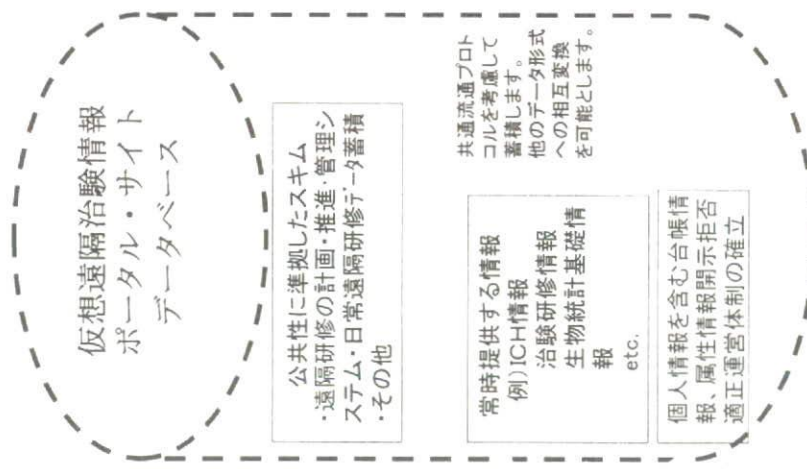 仮想遠隔治験情報
ポータル・サイト
データベース
公共性に準拠したスキム
・遠隔研修の計画・推進・管理シ
ステム・日常遠隔研修データ蓄積
・その他
常時提供する情報
例)ICH情報
治験研修情報
生物統計基礎情
報
etc.
共通流通プロト
コルを考慮して
蓄積します。
他のデータ形式
への相互変換
を可能とします。
個人情報を含む台帳情
報、属性情報開示拒否
適正運営体制の確立